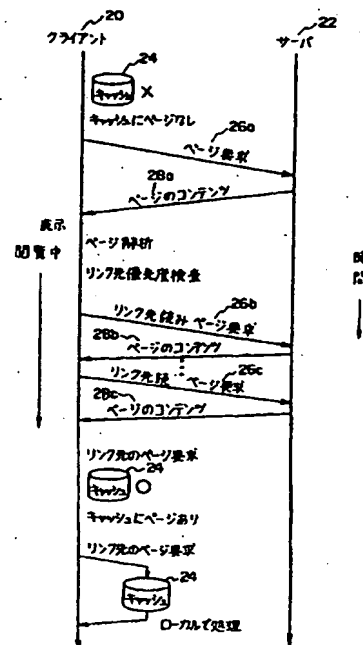 20
クライアント
22
サーバ
24
キャッシュ
×
キャッシュにページなし
26a
ページ要求
28a
ページのコンテンツ
表示
閲覧中
ページ解析
リンク先優先度検査
時間
リンク先読み ページ要求
26b
28b
ページのコンテンツ
リンク先読 ページ要求
26c
28c
ページのコンテンツ
リンク先のページ要求
24
キャッシュ
○
キャッシュにページあり
リンク先のページ要求
24
キャッシュ
ローカルで処理